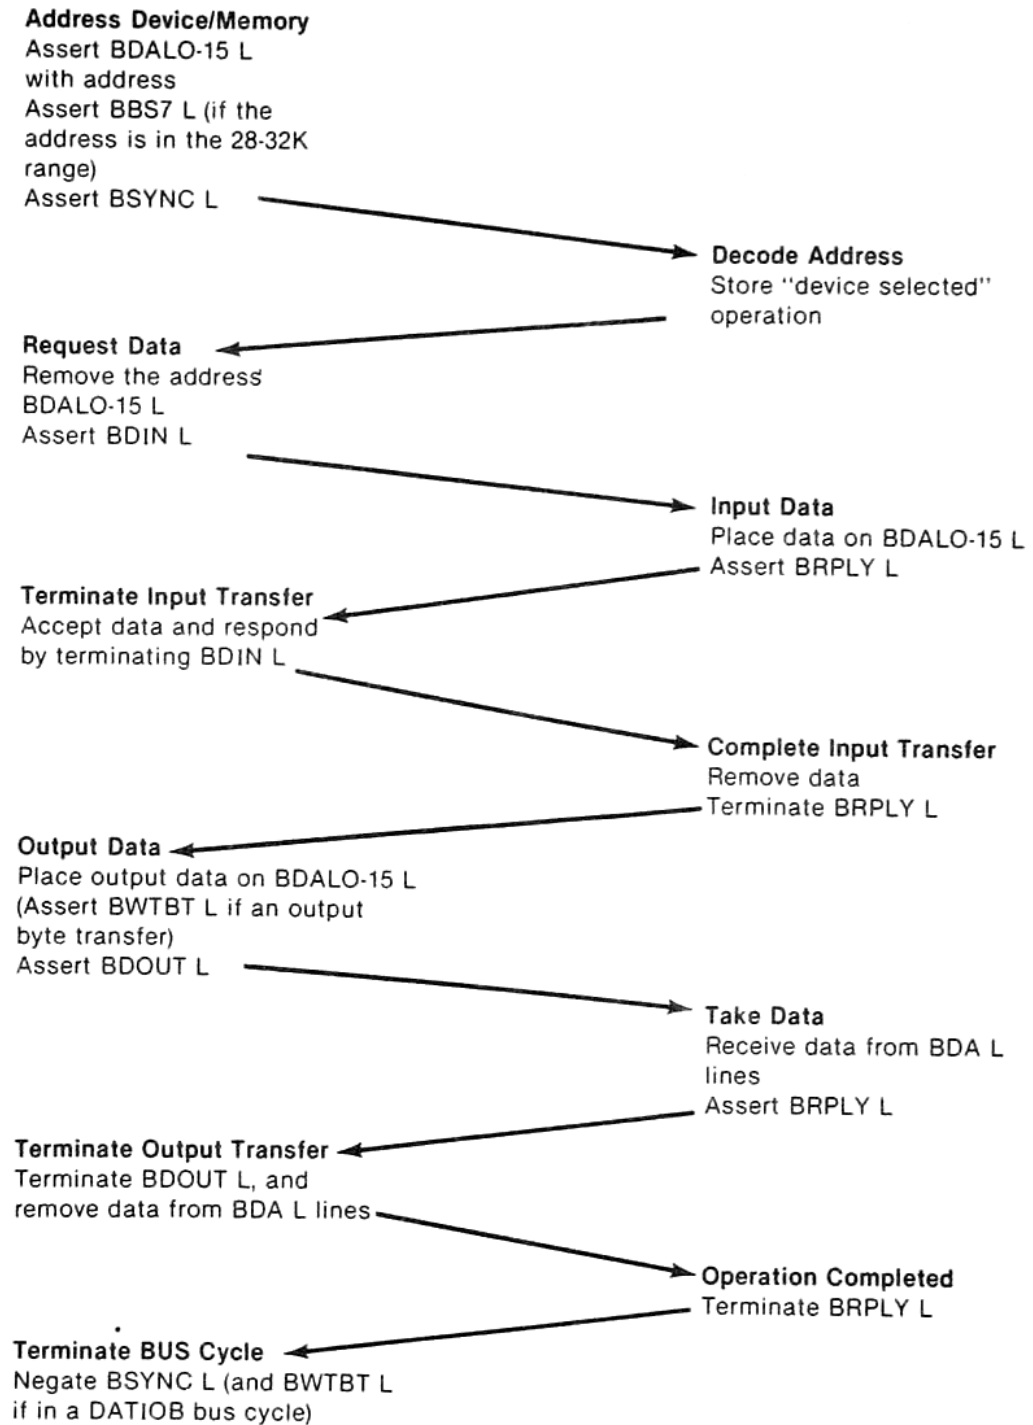 Address Device/Memory
Assert BDALO-15 L
with address
Assert BBS7 L (if the
address is in the 28-32K
range)
Assert BSYNC L
Decode Address
Store "device selected"
operation
Request Data
Remove the address
BDALO-15 L
Assert BDIN L
Input Data
Place data on BDALO-15 L
Assert BRPLY L
Terminate Input Transfer
Accept data and respond
by terminating BDIN L
Complete Input Transfer
Remove data
Terminate BRPLY L
Output Data
Place output data on BDALO-15 L
(Assert BWTBT L if an output
byte transfer)
Assert BDOUT L
Take Data
Receive data from BDA L
lines
Assert BRPLY L
Terminate Output Transfer
Terminate BDOUT L, and
remove data from BDA L lines
Operation Completed
Terminate BRPLY L
Terminate BUS Cycle
Negate BSYNC L (and BWTBT L
if in a DATIOB bus cycle)